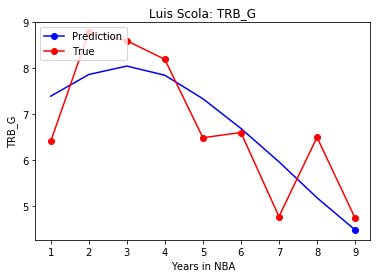 Luis Scola: TRB_G
Prediction
True
TRB_G
9
8
7
6
5
1 2 3 4 5 6 7 8 9
Years in NBA